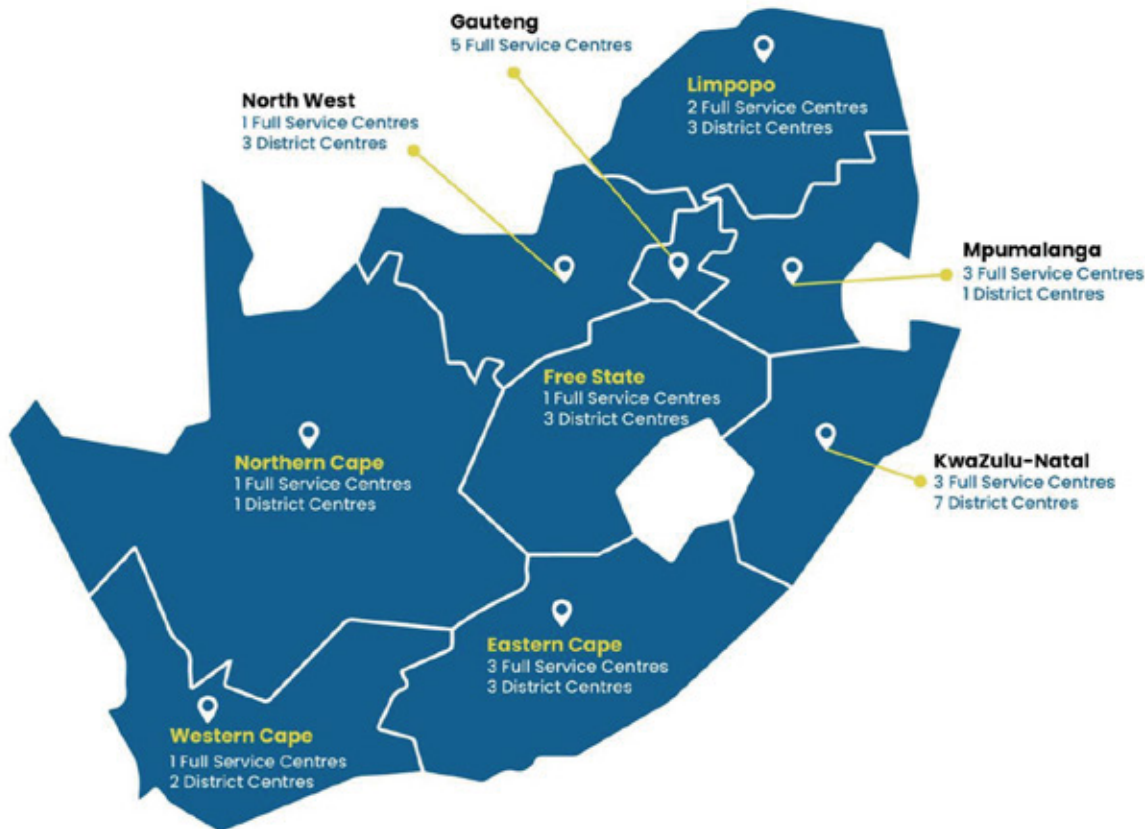 Gauteng
5 Full Service Centres
Limpopo
2 Full Service Centres
3 District Centres
North West
1 Full Service Centres
3 District Centres
Mpumalanga
3 Full Service Centres
1 District Centres
Free State
1 Full Service Centres
3 District Centres
Northern Cape
1 Full Service Centres
1 District Centres
KwaZulu-Natal
3 Full Service Centres
7 District Centres
Eastern Cape
3 Full Service Centres
3 District Centres
Western Cape
1 Full Service Centres
2 District Centres